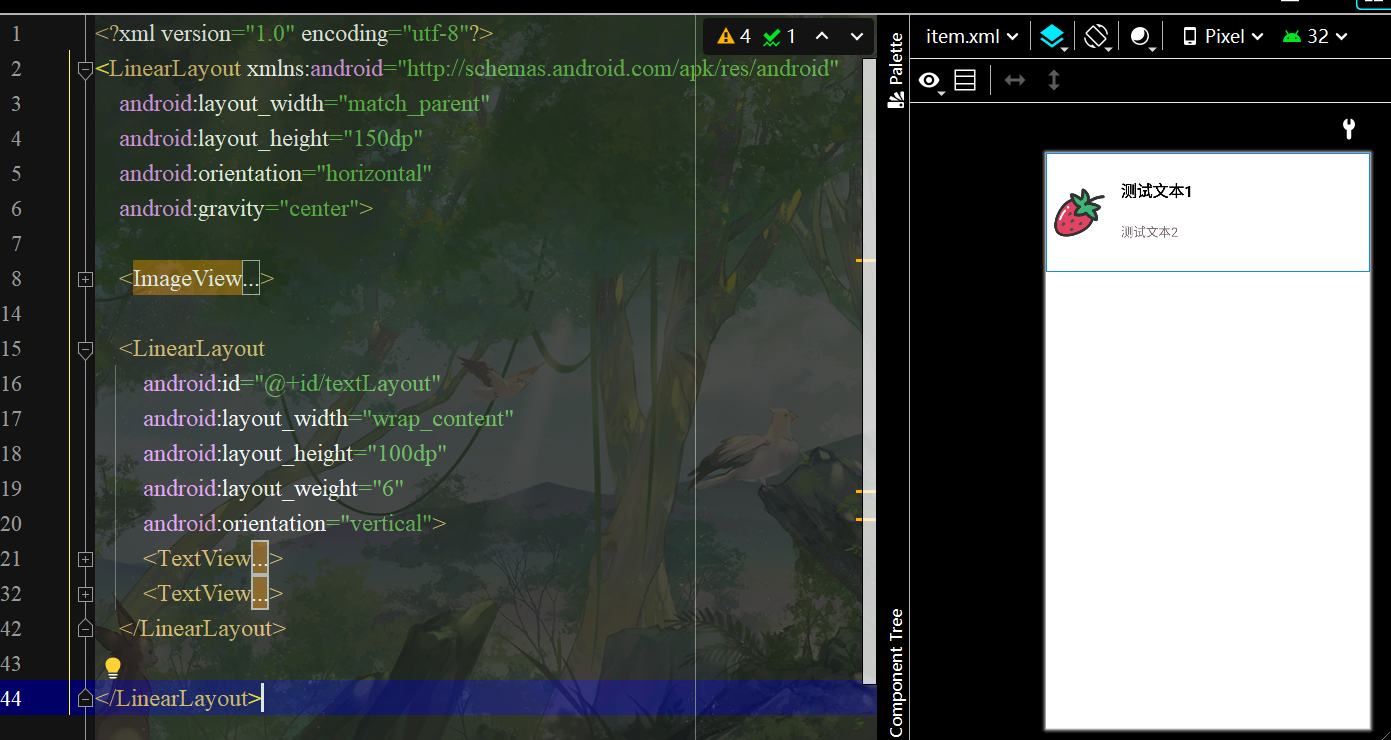 1 <?xml version="1.0" encoding="utf-8"?>
2 <LinearLayout xmlns:android="http://schemas.android.com/apk/res/android"
3 android:layout_width="match_parent"
4 android:layout_height="150dp"
5 android:orientation="horizontal"
6 android:gravity="center">
7
8 <ImageView...>
14
15 <LinearLayout
16 android:id="@+id/textLayout"
17 android:layout_width="wrap_content"
18 android:layout_height="100dp"
19 android:layout_weight="6"
20 android:orientation="vertical">
21 <TextView...>
32 <TextView...>
42 </LinearLayout>
43
44 </LinearLayout>
4 1
Palette
Component Tree
item.xml Pixel 32
测试文本1
测试文本2